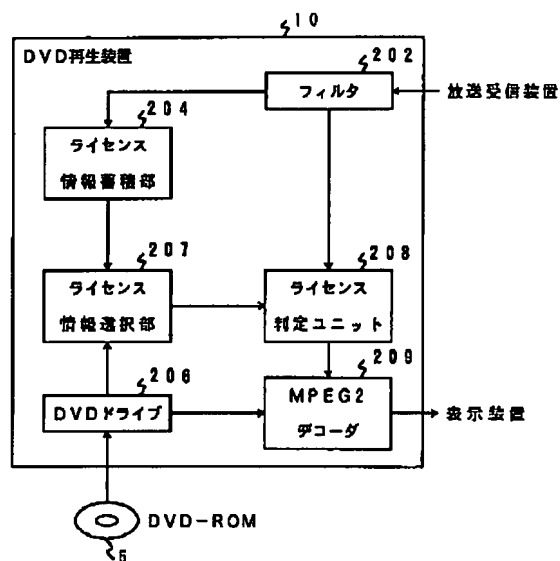 10
DVD再生装置
202
フィルタ
放送受信装置
204
ライセンス
情報蓄積部
207
ライセンス
情報選択部
208
ライセンス
判定ユニット
206
DVDドライブ
209
MPEG2
デコーダ
表示装置
DVD-ROM
5